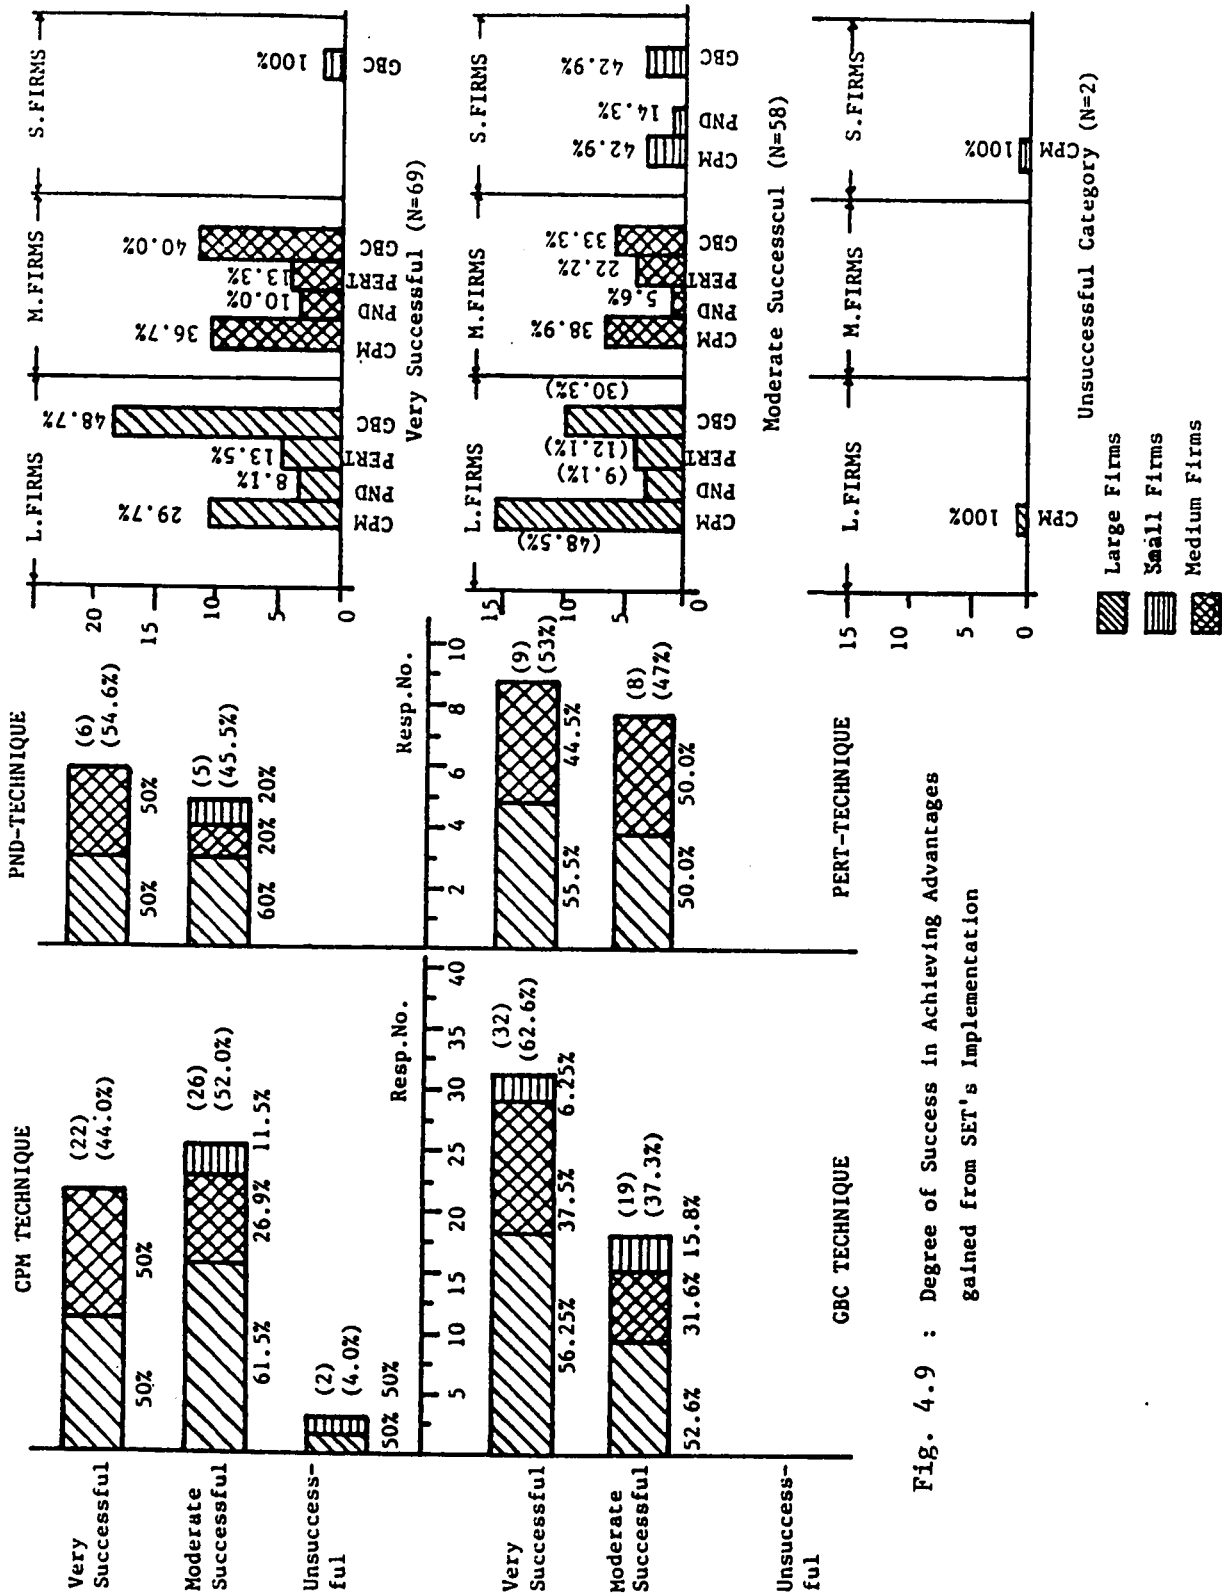 CPM TECHNIQUE
Very
Successful
(22)
(44.0%)
50%
50%
Moderate
Successful
(26)
(52.0%)
61.5%
26.9%
11.5%
Unsuccess-
ful
(2)
(4.0%)
50%
50%
Resp.No.
5
10
15
20
25
30
35
40
Very
Successful
(32)
(62.6%)
56.25%
37.5%
6.25%
Moderate
Successful
(19)
(37.3%)
52.6%
31.6%
15.8%
Unsuccess-
ful
GBC TECHNIQUE
PND-TECHNIQUE
(6)
(54.6%)
50%
50%
(5)
(45.5%)
60%
20%
20%
Resp.No.
2
4
6
8
10
(9)
(53%)
55.5%
44.5%
(8)
(47%)
50.0%
50.0%
PERT-TECHNIQUE
L.FIRMS
M.FIRMS
S.FIRMS
20
15
10
5
0
29.7%
8.1%
13.5%
48.7%
36.7%
10.0%
13.3%
40.0%
100%
CPM
PND
PERT
GBC
CPM
PND
PERT
GBC
GBC
Very Successful (N=69)
L.FIRMS
M.FIRMS
S.FIRMS
15
10
5
0
(48.5%)
(9.1%)
(12.1%)
(30.3%)
38.9%
5.6%
22.2%
33.3%
42.9%
14.3%
42.9%
CPM
PND
PERT
GBC
CPM
PND
PERT
GBC
CPM
PND
GBC
Moderate Successcul (N=58)
L.FIRMS
M.FIRMS
S.FIRMS
15
10
5
0
100%
100%
CPM
CPM
Unsuccessful Category (N=2)
Large Firms
Small Firms
Medium Firms
Fig. 4.9 : Degree of Success in Achieving Advantages
gained from SET's Implementation